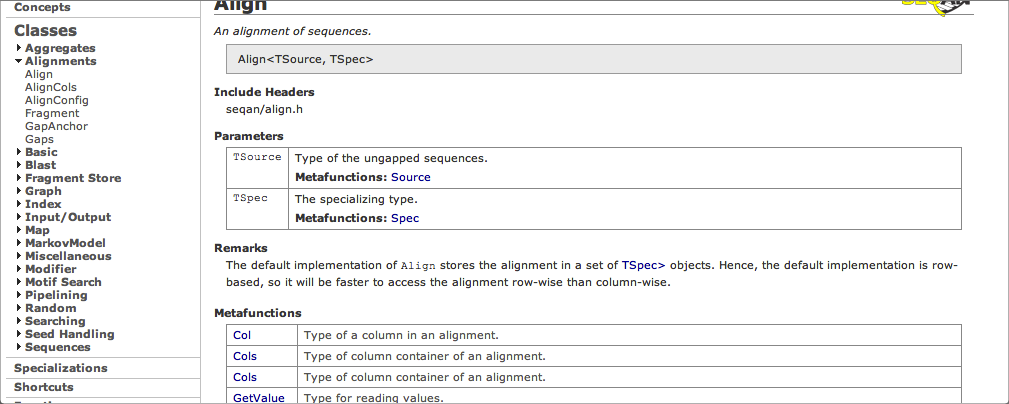 Concepts
Classes
Aggregates
Alignments
Align
AlignCols
AlignConfig
Fragment
GapAnchor
Gaps
Basic
Blast
Fragment Store
Graph
Index
Input/Output
Map
MarkovModel
Miscellaneous
Modifier
Motif Search
Pipelining
Random
Searching
Seed Handling
Sequences
Specializations
Shortcuts
Align
An alignment of sequences.
Align<TSource, TSpec>
Include Headers
seqan/align.h
Parameters
TSource Type of the ungapped sequences.
Metafunctions: Source
TSpec The specializing type.
Metafunctions: Spec
Remarks
The default implementation of Align stores the alignment in a set of TSpec> objects. Hence, the default implementation is row-
based, so it will be faster to access the alignment row-wise than column-wise.
Metafunctions
Col Type of a column in an alignment.
Cols Type of column container of an alignment.
Cols Type of column container of an alignment.
GetValue Type for reading values.